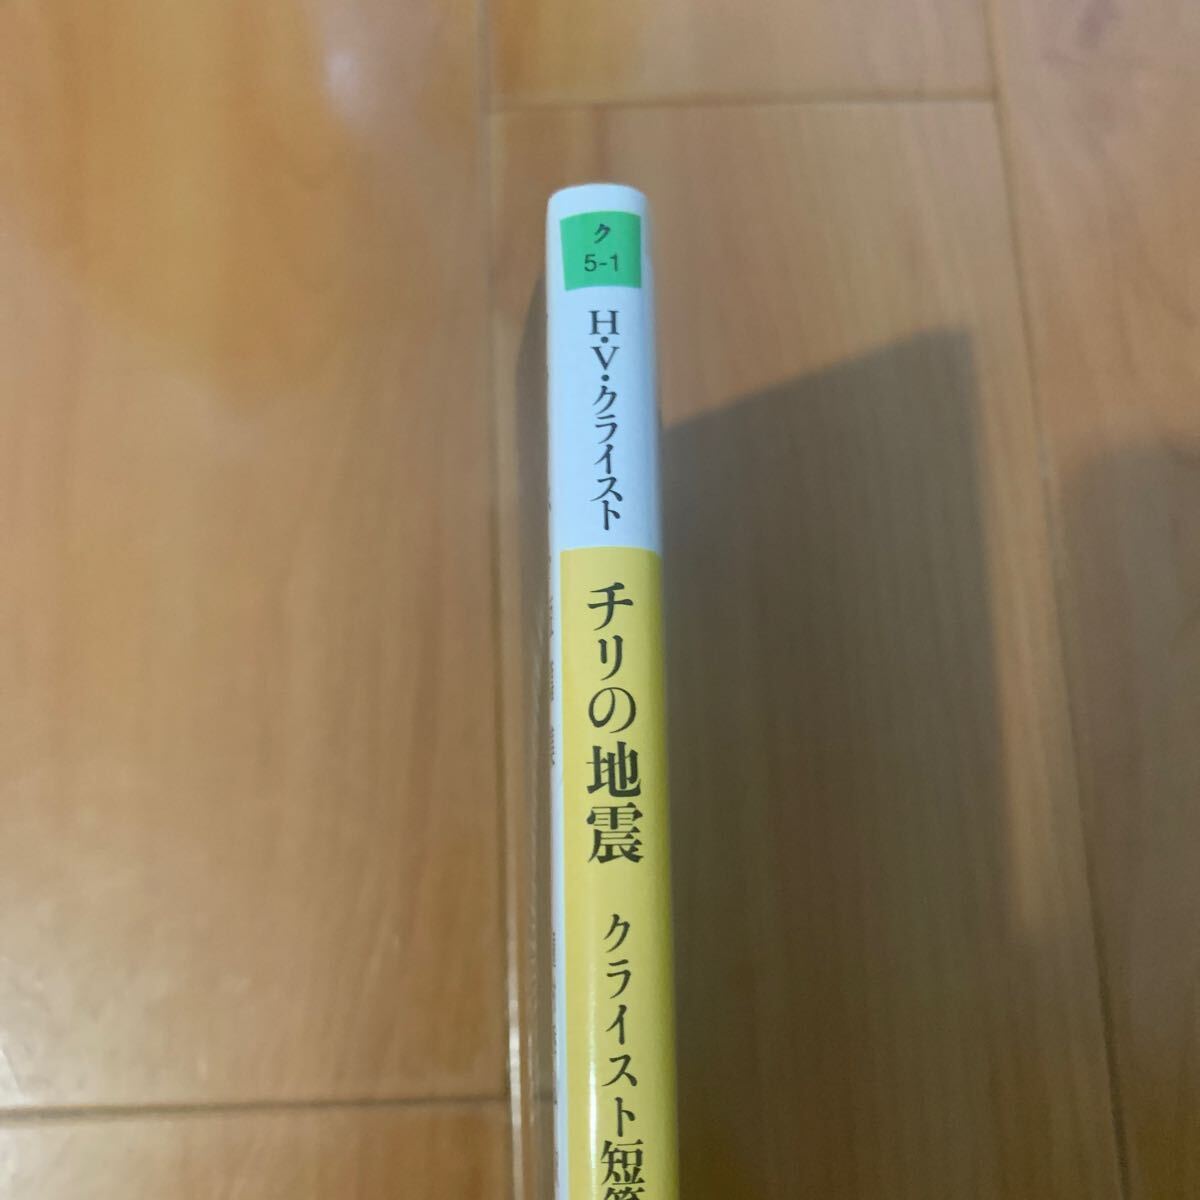 ク
5-1
H・V・クライスト
チリの地震 クライスト短篇